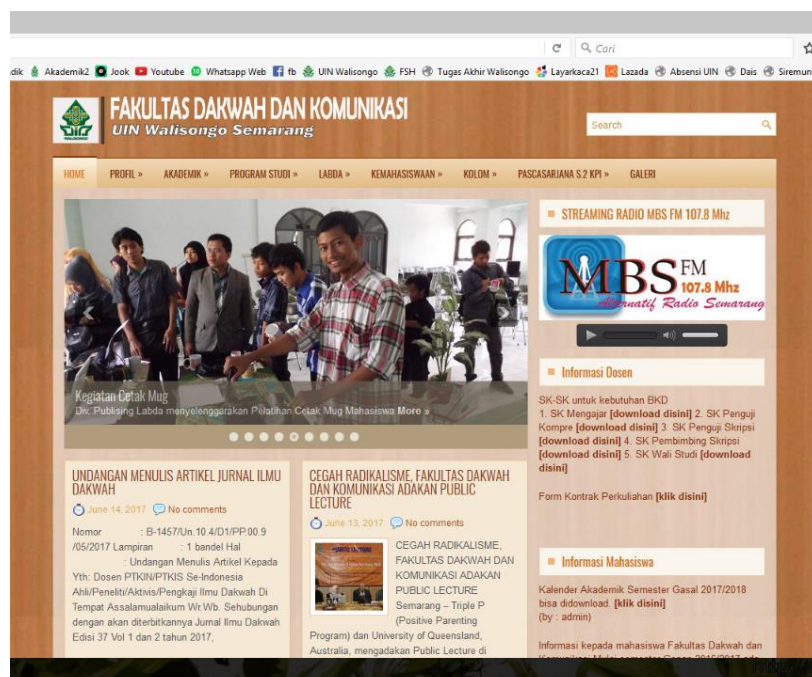 Cari
dik Akademik2 Jook Youtube Whatsapp Web fb UIN Walisongo FSH Tugas Akhir Walisongo Layarkaca21 Lazada Absensi UIN Dais Siremun
FAKULTAS DAKWAH DAN KOMUNIKASI
UIN Walisongo Semarang
Search
HOME PROFIL » AKADEMIK » PROGRAM STUDI » LABDA » KEMAHASISWAAN » KOLOM » PASCASARJANA S.2 KPI » GALERI
Kegiatan Cetak Mug
Div. Publising Labda menyelenggarakan Pelatihan Cetak Mug Mahasiswa More »
UNDANGAN MENULIS ARTIKEL JURNAL ILMU
DAKWAH
June 14, 2017 No comments
Nomor : B-1457/Un.10.4/D1/PP.00.9
/05/2017 Lampiran : 1 bandel Hal
: Undangan Menulis Artikel Kepada
Yth: Dosen PTKIN/PTKIS Se-Indonesia
Ahli/Peneliti/Aktivis/Pengkaji Ilmu Dakwah Di
Tempat Assalamualaikum Wr.Wb. Sehubungan
dengan akan diterbitkannya Jurnal Ilmu Dakwah
Edisi 37 Vol 1 dan 2 tahun 2017,
CEGAH RADIKALISME, FAKULTAS DAKWAH
DAN KOMUNIKASI ADAKAN PUBLIC
LECTURE
June 13, 2017 No comments
CEGAH RADIKALISME,
FAKULTAS DAKWAH DAN
KOMUNIKASI ADAKAN
PUBLIC LECTURE
Semarang – Triple P
(Positive Parenting
Program) dan University of Queensland,
Australia, mengadakan Public Lecture di
STREAMING RADIO MBS FM 107.8 Mhz
MBS FM
107.8 Mhz
Alternatif Radio Semarang
Informasi Dosen
SK-SK untuk kebutuhan BKD
1. SK Mengajar [download disini] 2. SK Penguji
Kompre [download disini] 3. SK Penguji Skripsi
[download disini] 4. SK Pembimbing Skripsi
[download disini] 5. SK Wali Studi [download
disini]
Form Kontrak Perkuliahan [klik disini]
Informasi Mahasiswa
Kalender Akademik Semester Gasal 2017/2018
bisa didownload. [klik disini]
(by : admin)
Informasi kepada mahasiswa Fakultas Dakwah dan